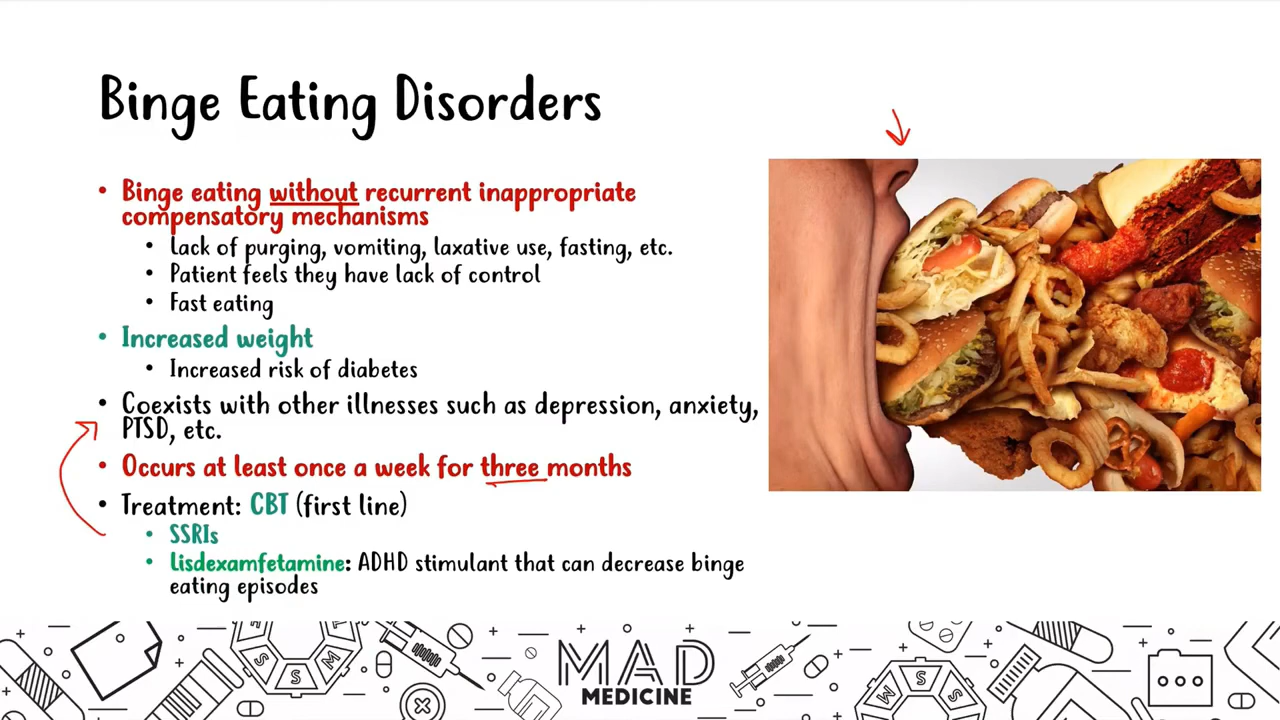 Binge Eating Disorders
• Binge eating without recurrent inappropriate
compensatory mechanisms
• Lack of purging, vomiting, laxative use, fasting, etc.
• Patient feels they have lack of control
• Fast eating
• Increased weight
• Increased risk of diabetes
• Coexists with other illnesses such as depression, anxiety,
PTSD, etc.
• Occurs at least once a week for three months
• Treatment: CBT (first line)
• SSRIs
• Lisdexamfetamine: ADHD stimulant that can decrease binge
eating episodes
MAD
MEDICINE
S S M
M S S